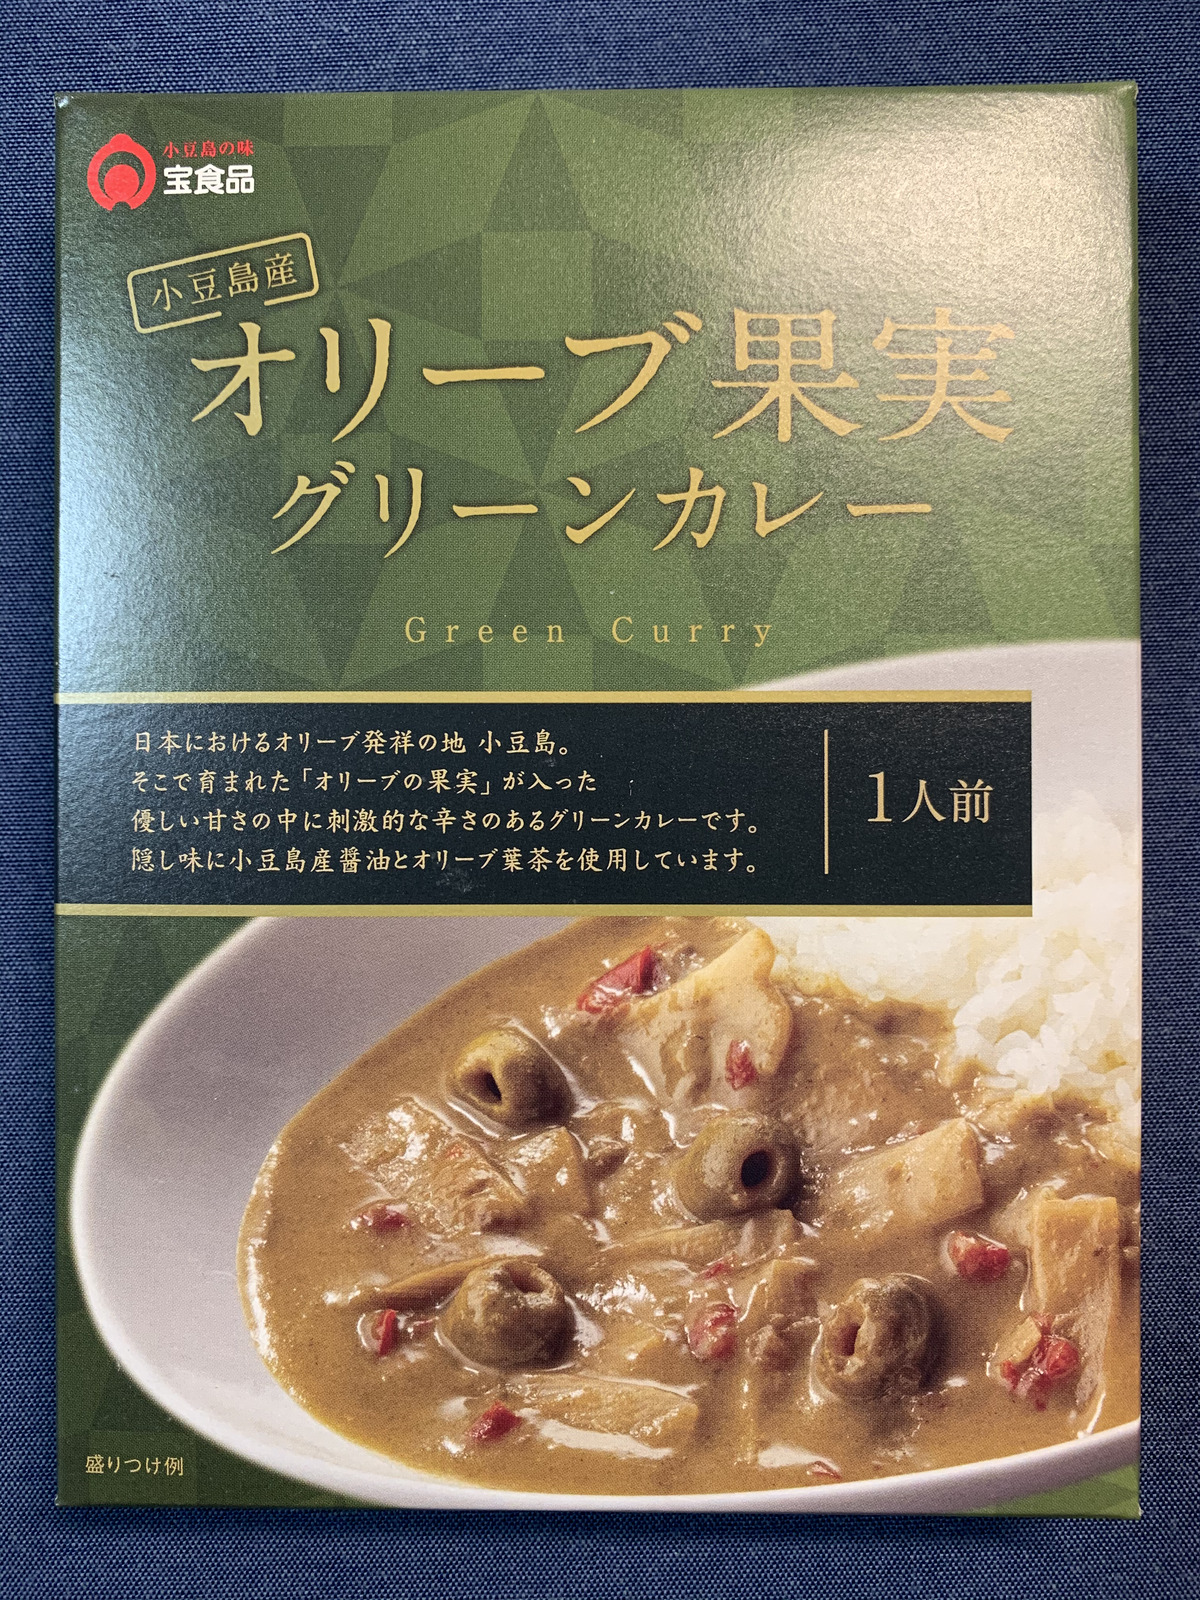 小豆島の味
宝食品
小豆島産
オリーブ果実
グリーンカレー
Green Curry
日本におけるオリーブ発祥の地 小豆島。
そこで育まれた「オリーブの果実」が入った
優しい甘さの中に刺激的な辛さのあるグリーンカレーです。
隠し味に小豆島産醤油とオリーブ葉茶を使用しています。
1人前
盛りつけ例